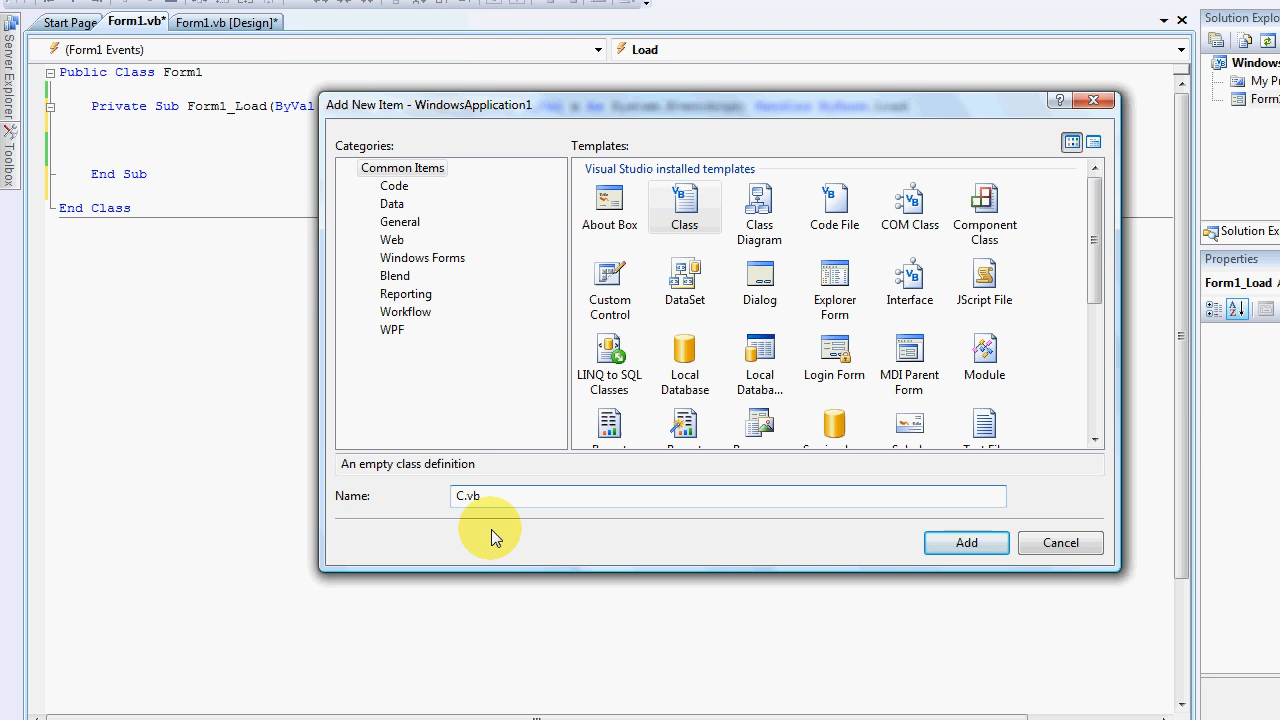 Start Page
Form1.vb*
Form1.vb [Design]*
Solution Explo
Server Explorer
Toolbox
(Form1 Events)
Load
Public Class Form1
Private Sub Form1_Load(ByVal
End Sub
End Class
Add New Item - WindowsApplication1
Categories:
Common Items
Code
Data
General
Web
Windows Forms
Blend
Reporting
Workflow
WPF
Templates:
Visual Studio installed templates
About Box
Class
Class Diagram
Code File
COM Class
Component Class
Custom Control
DataSet
Dialog
Explorer Form
Interface
JScript File
LINQ to SQL Classes
Local Database
Local Databa...
Login Form
MDI Parent Form
Module
An empty class definition
Name:
C.vb
Add
Cancel
Windows
My P
Form1
Solution Ex
Properties
Form1_Load A